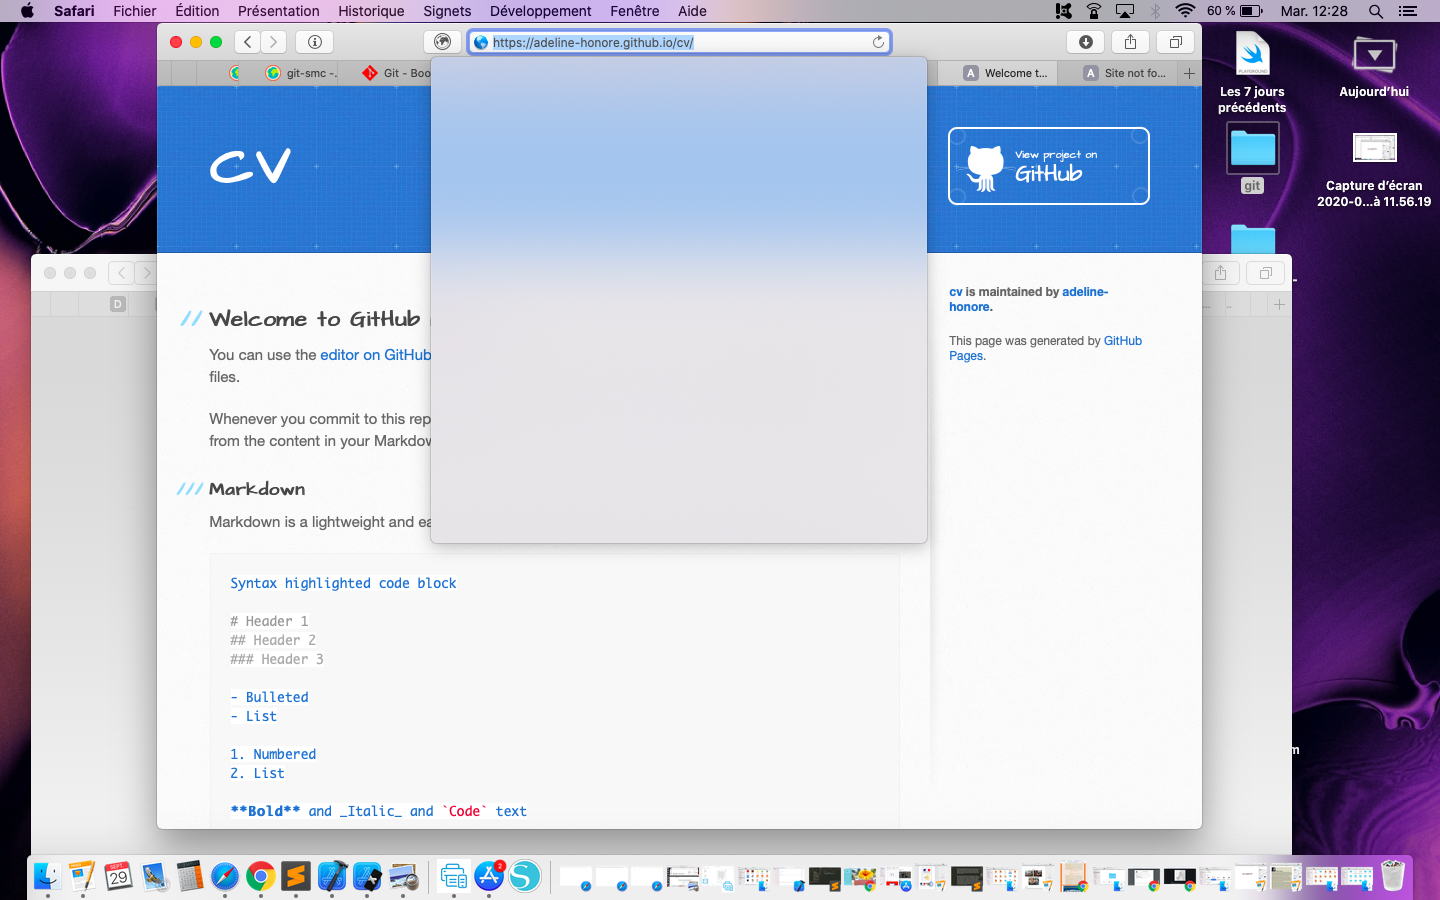 Safari Fichier Édition Présentation Historique Signets Développement Fenêtre Aide
60 % Mar. 12:28
https://adeline-honore.github.io/cv/
git-smc -.
Git - Boo
A Welcome t...
A Site not fo...
PLAYGROUND
Les 7 jours
précédents
Aujourd'hui
git
Capture d'écran
2020-0...à 11.56.19
CV
View project on
GitHub
D
Welcome to GitHub
You can use the editor on GitHub
files.
Whenever you commit to this rep
from the content in your Markdow
Markdown
Markdown is a lightweight and ea
Syntax highlighted code block
# Header 1
## Header 2
### Header 3
- Bulleted
- List
1. Numbered
2. List
**Bold** and _Italic_ and `Code` text
cv is maintained by adeline-
honore.
This page was generated by GitHub
Pages.
m
SEPT.
29
2